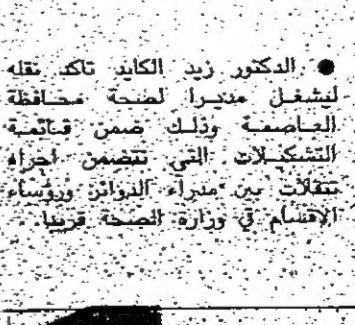 ● الدكتور زيد الكايد تاكد نقله
ليشغل مديرا لصحة محافظة
العاصمة وذلك ضمن قائمة
التشكيلات التي تتضمن اجراء
تنقلات بين مدراء الدوائر ورؤساء
الاقسام في وزارة الصحة قريبا .